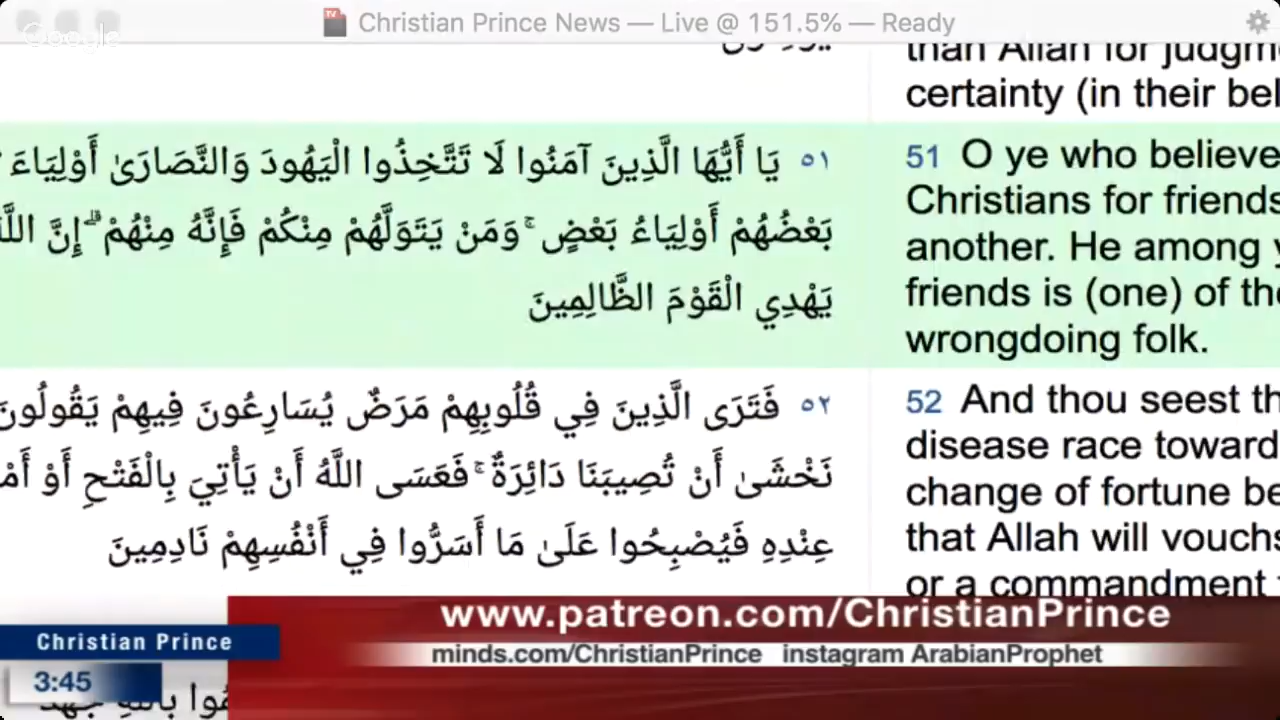 Christian Prince News — Live @ 151.5% — Ready
Google
than Allah for judgm
certainty (in their bel
٥١ يَا أَيُّهَا الَّذِينَ آمَنُوا لَا تَتَّخِذُوا الْيَهُودَ وَالنَّصَارَىٰ أَوْلِيَاءَ ۘ
بَعْضُهُمْ أَوْلِيَاءُ بَعْضٍ ۚ وَمَنْ يَتَوَلَّهُمْ مِنْكُمْ فَإِنَّهُ مِنْهُمْ ۗ إِنَّ اللَّ
يَهْدِي الْقَوْمَ الظَّالِمِينَ
51 O ye who believe
Christians for friends
another. He among y
friends is (one) of the
wrongdoing folk.
٥٢ فَتَرَى الَّذِينَ فِي قُلُوبِهِمْ مَرَضٌ يُسَارِعُونَ فِيهِمْ يَقُولُونَ
نَخْشَىٰ أَنْ تُصِيبَنَا دَائِرَةٌ ۚ فَعَسَى اللَّهُ أَنْ يَأْتِيَ بِالْفَتْحِ أَوْ أَمْ
عِنْدِهِ فَيُصْبِحُوا عَلَىٰ مَا أَسَرُّوا فِي أَنْفُسِهِمْ نَادِمِينَ
52 And thou seest th
disease race toward
change of fortune be
that Allah will vouchs
or a commandment
www.patreon.com/ChristianPrince
Christian Prince
minds.com/ChristianPrince instagram ArabianProphet
3:45
بِاللَّهِ جَهْدَ